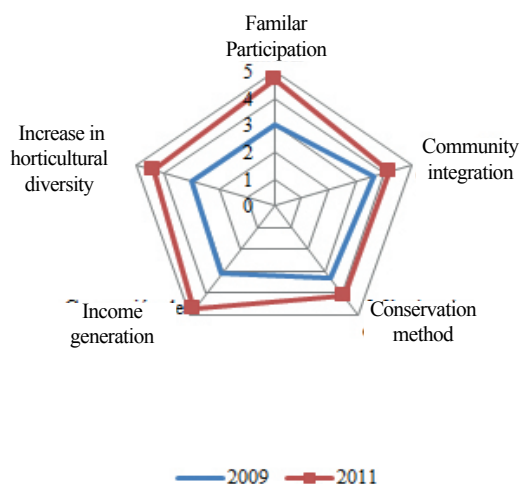 Familar
Participation
5
4
3
2
1
0
Increase in
horticultural
diversity
Community
integration
Income
generation
Conservation
method
2009
2011